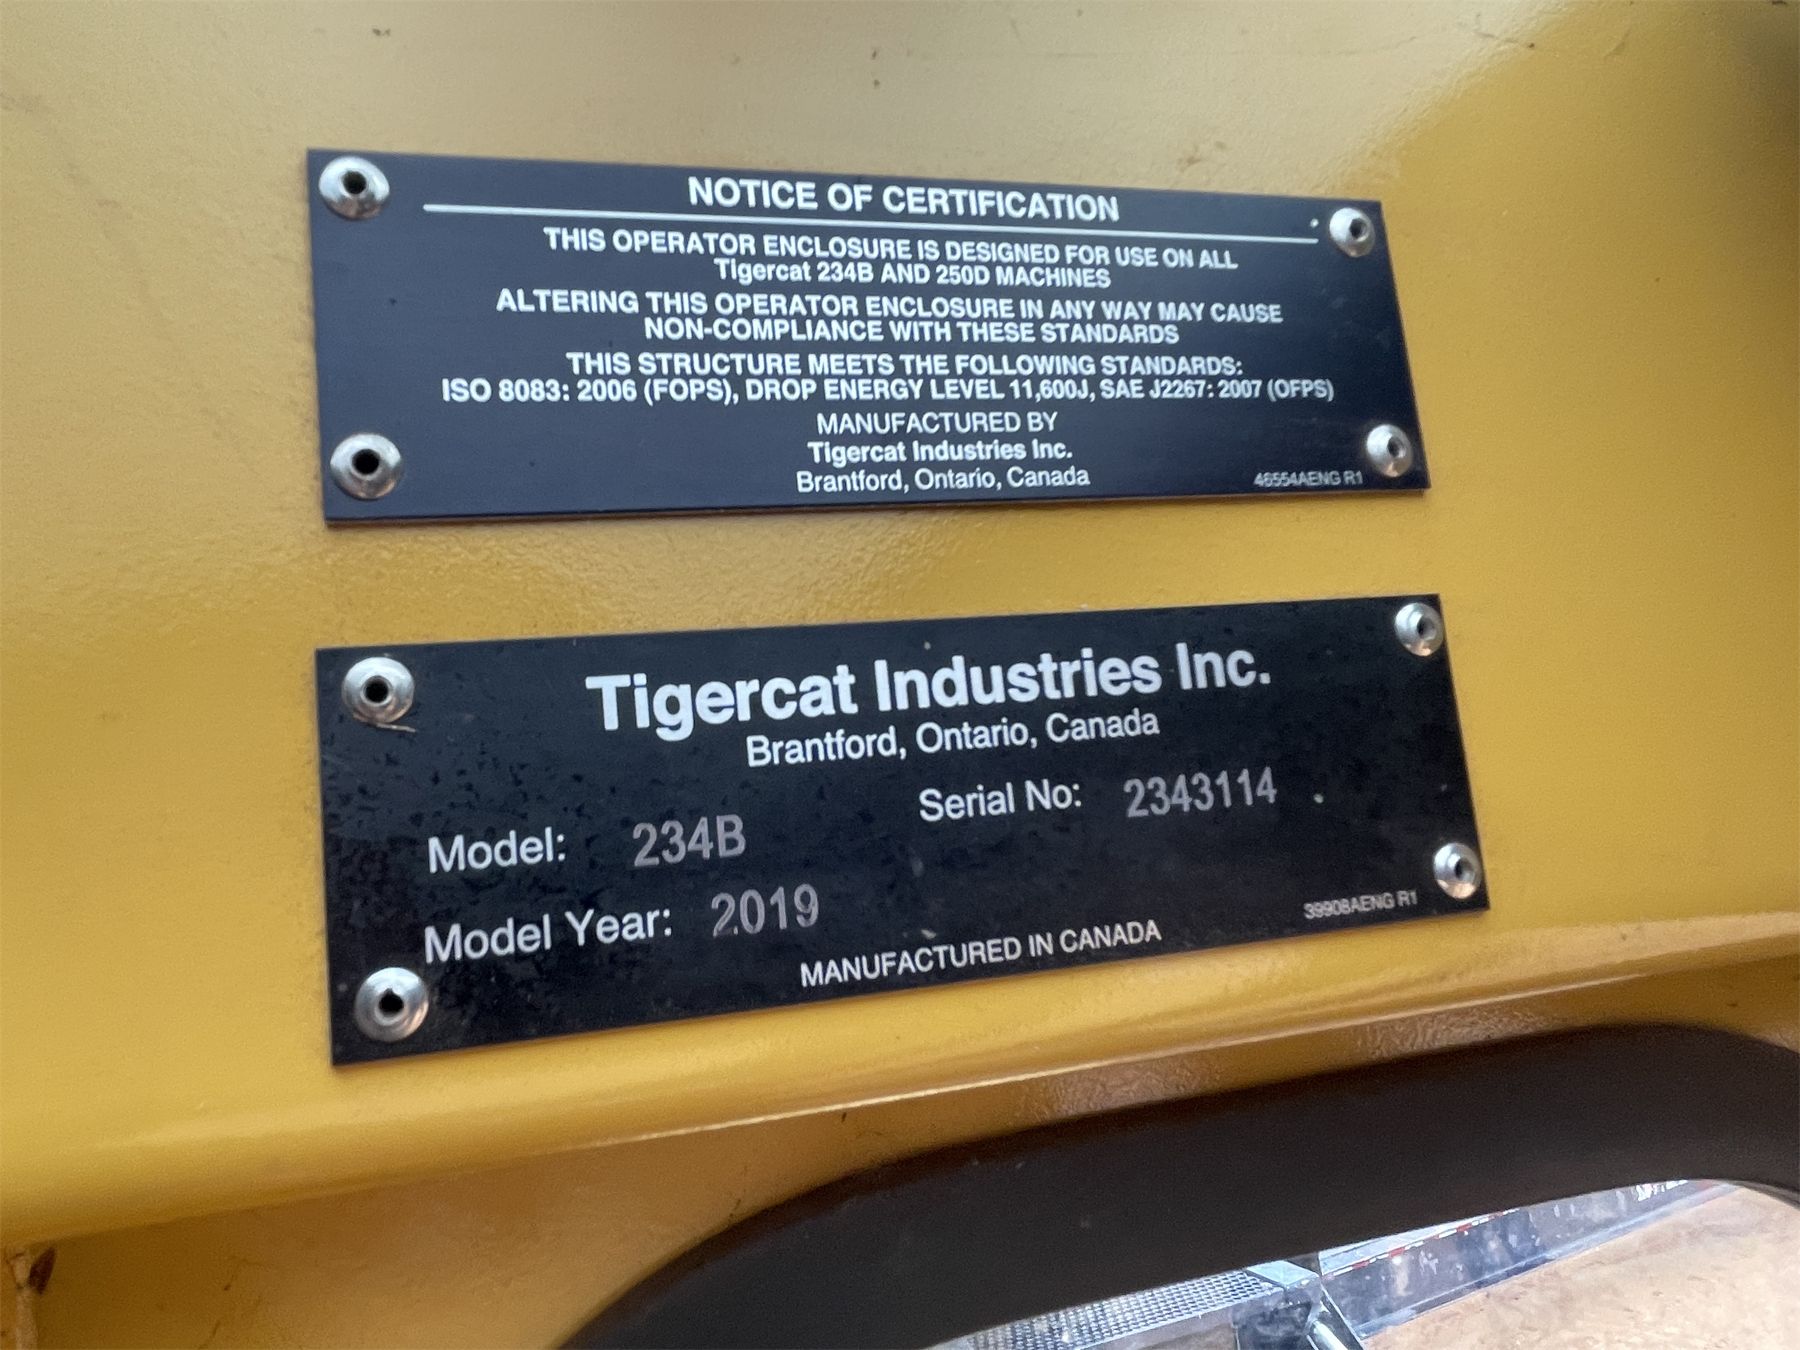 NOTICE OF CERTIFICATION
THIS OPERATOR ENCLOSURE IS DESIGNED FOR USE ON ALL
Tigercat 234B AND 250D MACHINES
ALTERING THIS OPERATOR ENCLOSURE IN ANY WAY MAY CAUSE
NON-COMPLIANCE WITH THESE STANDARDS
THIS STRUCTURE MEETS THE FOLLOWING STANDARDS:
ISO 8083: 2006 (FOPS), DROP ENERGY LEVEL 11,600J, SAE J2267: 2007 (OFPS)
MANUFACTURED BY
Tigercat Industries Inc.
Brantford, Ontario, Canada
46554AENG R1
Tigercat Industries Inc.
Brantford, Ontario, Canada
Serial No: 2343114
Model: 234B
Model Year: 2019
39908AENG R1
MANUFACTURED IN CANADA